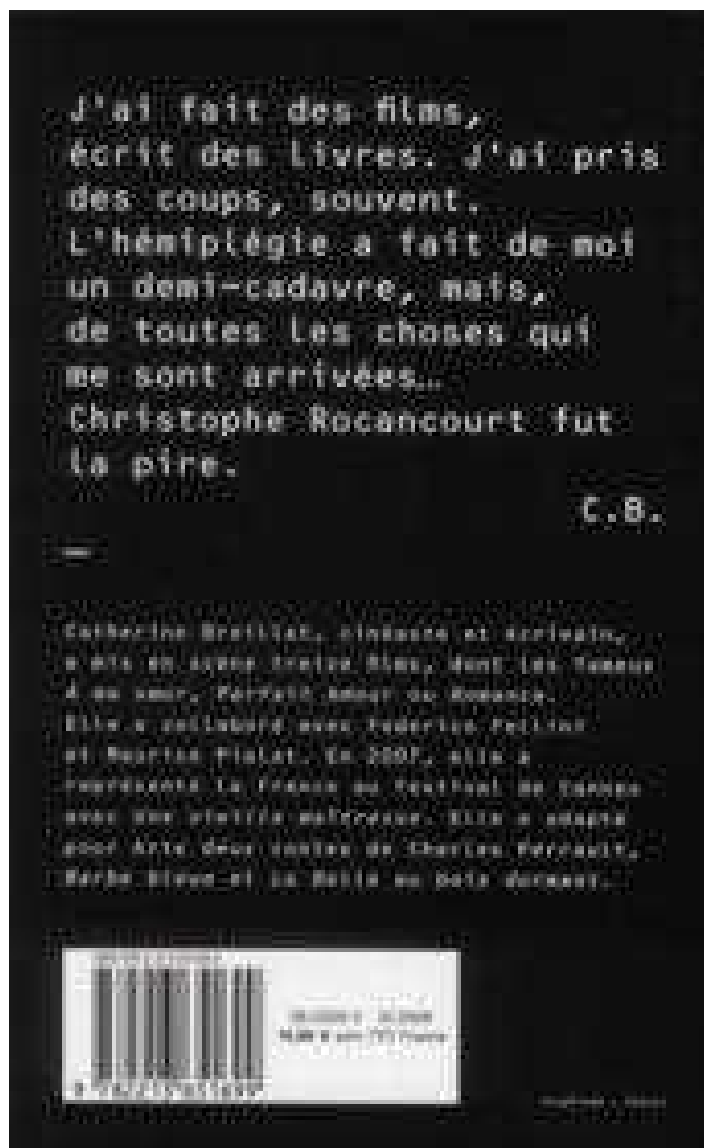 J'ai fait des films,
écrit des livres. J'ai pris
des coups, souvent.
L'hémiplégie a fait de moi
un demi-cadavre, mais,
de toutes les choses qui
me sont arrivées…
Christophe Rocancourt fut
la pire.
C.B.
—
Catherine Breillat, cinéaste et écrivain,
a mis en scène treize films, dont les fameux
À ma sœur, Parfait Amour ou Romance.
Elle a collaboré avec Federico Fellini
et Maurice Pialat. En 2007, elle a
représenté la France au festival de Cannes
avec Une vieille maîtresse. Elle a adapté
pour Arte deux contes de Charles Perrault,
Barbe bleue et La Belle au bois dormant.